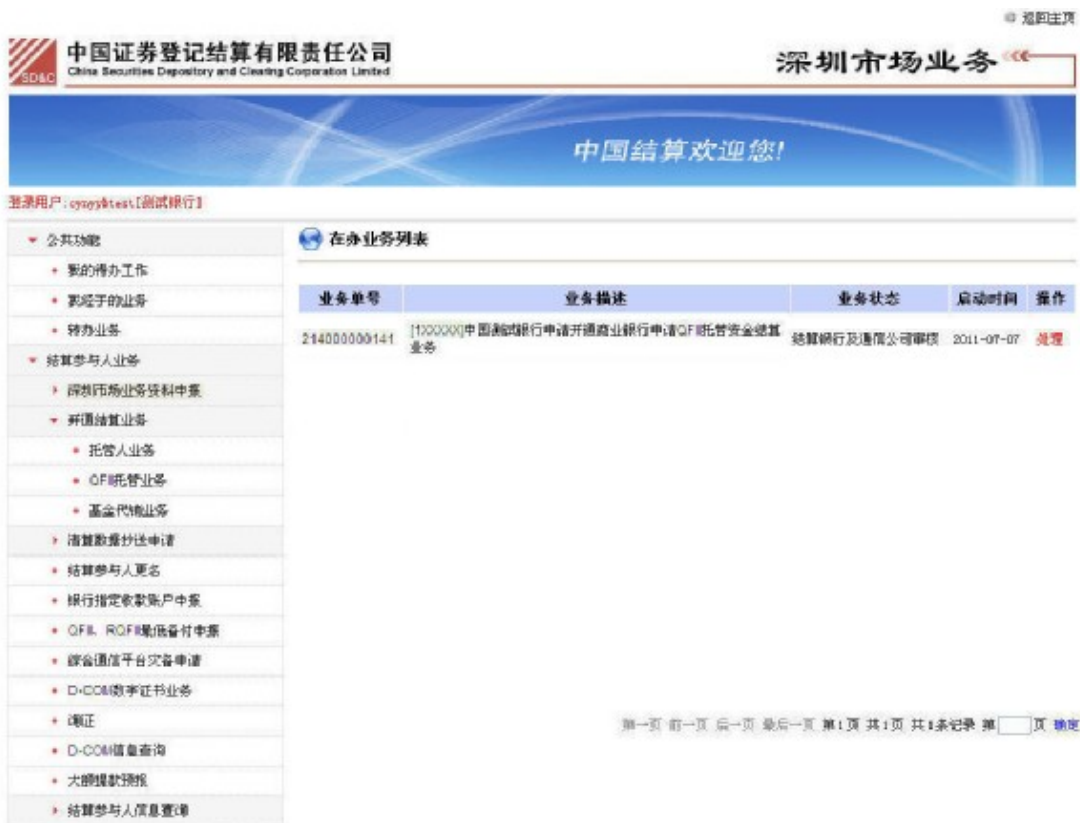 返回主页
中国证券登记结算有限责任公司
China Securities Depository and Clearing Corporation Limited
SD&C
深圳市场业务
中国结算欢迎您!
[测试银行]
登录用户:
公共功能
我的待办工作
我经手的业务
转办业务
结算参与人业务
深圳市场业务资料申报
开通结算业务
托管人业务
QFII托管业务
基金代销业务
清算数据抄送申请
结算参与人更名
银行指定收款账户申报
QFII、RQFII最低备付申报
综合通信平台灾备申请
D-COM数字证书业务
D-COM信息查询
大额提款预报
结算参与人信息查询
在办业务列表
业务单号 业务描述 业务状态 启动时间 操作
214000000141 [1XXXXX]中国测试银行申请开通商业银行申请QFII托管资金结算业务 结算银行及通信公司审核 2011-07-07 处理
第一页 前一页 后一页 最后一页 第1页 共1页 共1条记录 第 页 确定